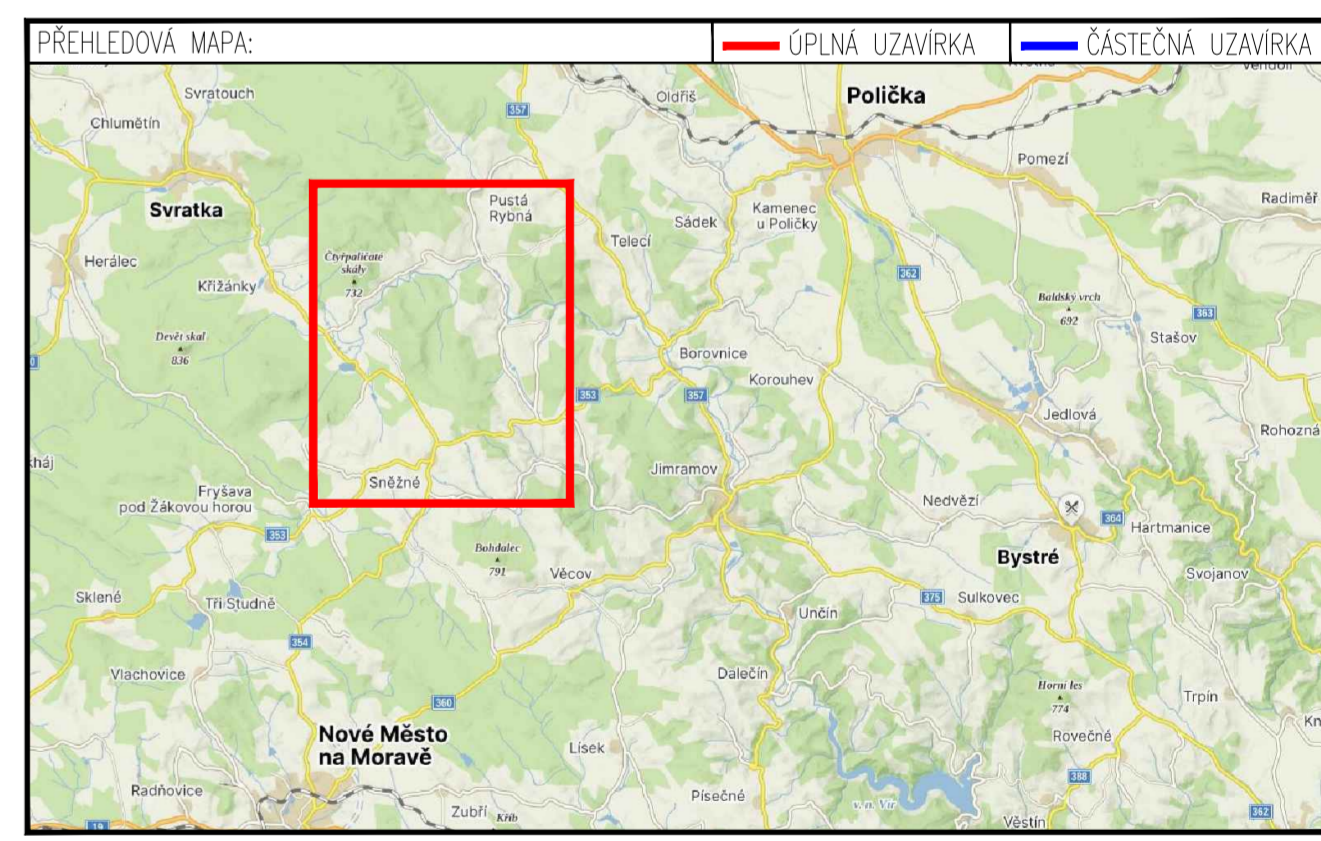 PŘEHLEDOVÁ MAPA:
ÚPLNÁ UZAVÍRKA
ČÁSTEČNÁ UZAVÍRKA
Svratouch
Oldřiš
Polička
357
Chlumětín
Pomezí
Svratka
Pustá
Rybná
Kamenec
u Poličky
Radiměř
Sádek
Telecí
Čtyřpaličaté
skály
732
Herálec
Křižánky
362
Baldský vrch
692
363
Devět skal
836
Stašov
Borovnice
Korouhev
353
357
Jedlová
Rohozná
Jimramov
Sněžné
Fryšava
pod Žákovou horou
Nedvězí
364
Hartmanice
353
Bohdalec
791
Věcov
Bystré
Svojanov
Sklené
Tři Studně
375
Sulkovec
Unčín
354
Vlachovice
Dalečín
Horní les
774
Trpín
360
Nové Město
na Moravě
Lísek
Rovečné
388
Radňovice
Písečné
Zubří
v. n. Vír
362
19
Věstín